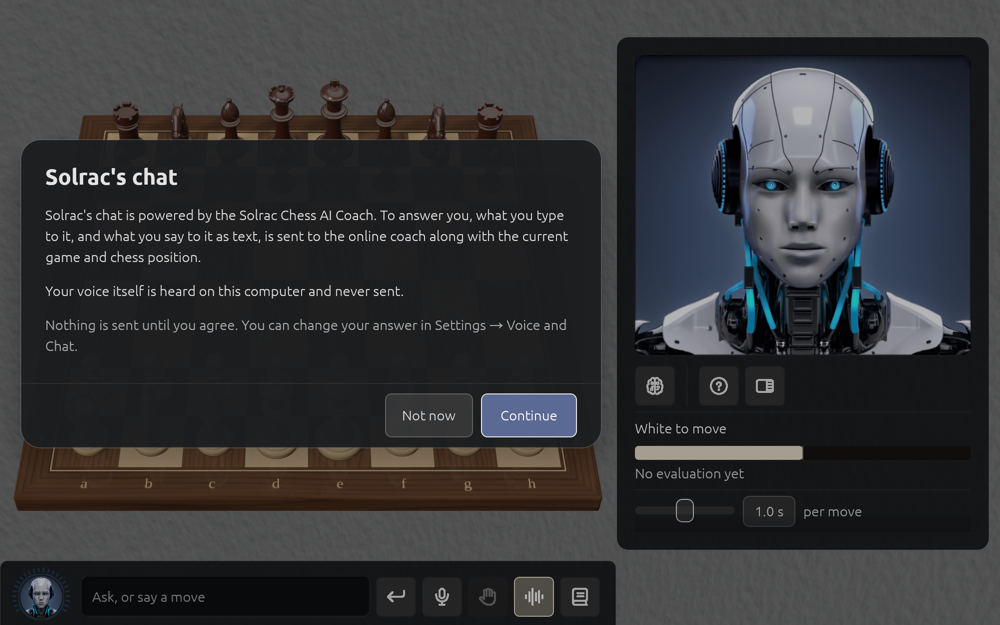 Solrac's chat
Solrac's chat is powered by the Solrac Chess AI Coach. To answer you, what you type
to it, and what you say to it as text, is sent to the online coach along with the current
game and chess position.
Your voice itself is heard on this computer and never sent.
Nothing is sent until you agree. You can change your answer in Settings → Voice and
Chat.
Not now
Continue
a b c d e f g h
White to move
No evaluation yet
1.0 s per move
Ask, or say a move